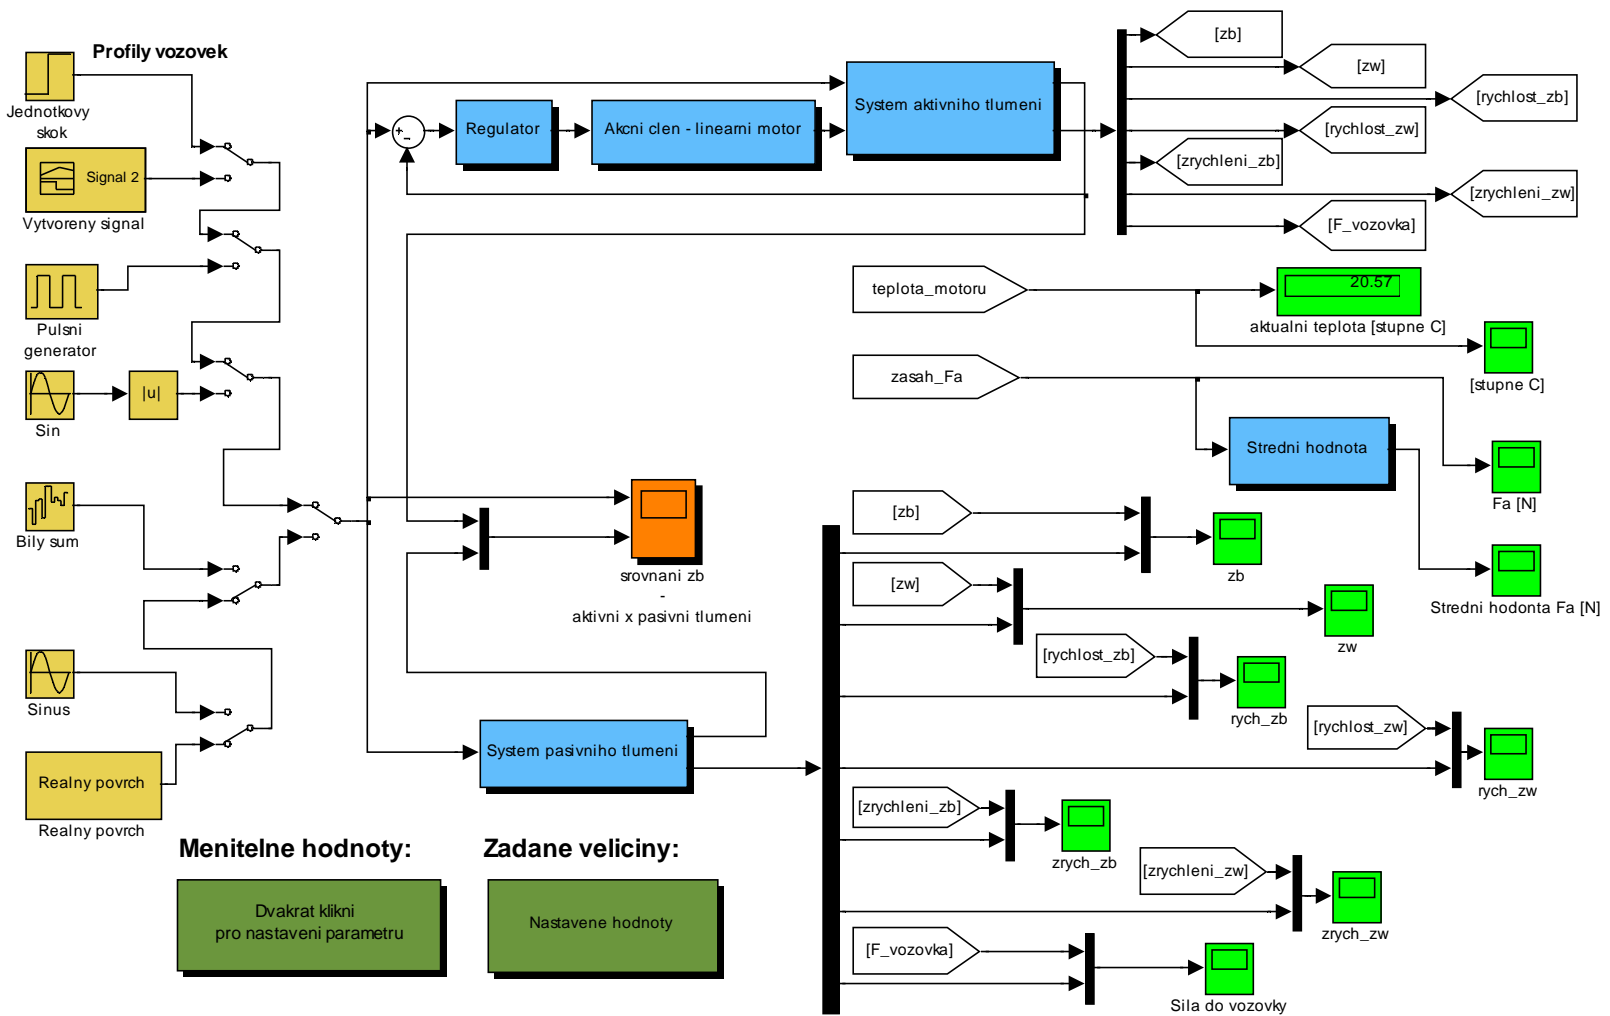 Profily vozovek
Jednotkovy
skok
Signal 2
Vytvoreny signal
Pulsni
generator
|u|
Sin
Bily sum
Sinus
Realny povrch
Realny povrch
+
-
Regulator
Akcni clen - linearni motor
System aktivniho tlumeni
[zb]
[zw]
[rychlost_zb]
[rychlost_zw]
[zrychleni_zb]
[zrychleni_zw]
[F_vozovka]
teplota_motoru
20.57
aktualni teplota [stupne C]
[stupne C]
zasah_Fa
Stredni hodnota
Fa [N]
Stredni hodonta Fa [N]
srovnani zb
-
aktivni x pasivni tlumeni
[zb]
zb
[zw]
zw
[rychlost_zb]
rych_zb
[rychlost_zw]
rych_zw
System pasivniho tlumeni
[zrychleni_zb]
zrych_zb
[zrychleni_zw]
zrych_zw
[F_vozovka]
Sila do vozovky
Menitelne hodnoty:
Dvakrat klikni
pro nastaveni parametru
Zadane veliciny:
Nastavene hodnoty